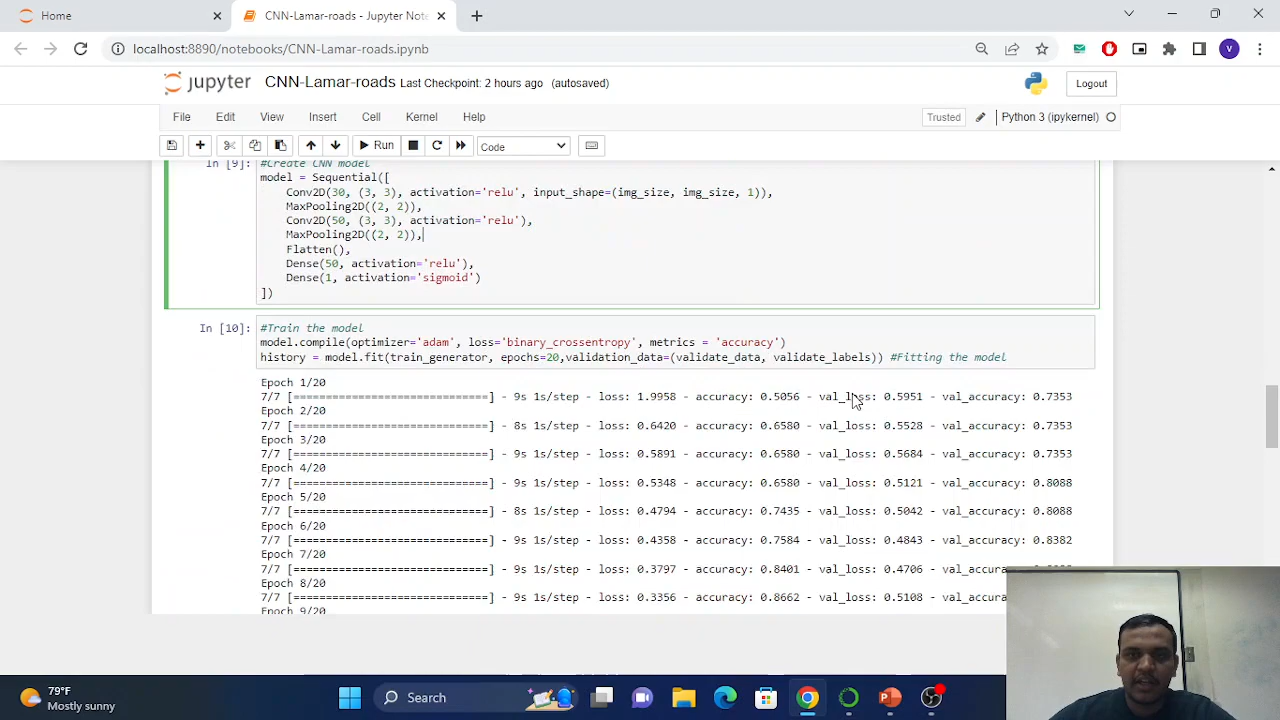 Home
CNN-Lamar-roads - Jupyter Not
localhost:8890/notebooks/CNN-Lamar-roads.ipynb
V
jupyter CNN-Lamar-roads Last Checkpoint: 2 hours ago (autosaved)
Logout
File Edit View Insert Cell Kernel Help
Trusted
Python 3 (ipykernel)
Run
Code
In [9]: #Create CNN model
model = Sequential([
Conv2D(30, (3, 3), activation='relu', input_shape=(img_size, img_size, 1)),
MaxPooling2D((2, 2)),
Conv2D(50, (3, 3), activation='relu'),
MaxPooling2D((2, 2)),
Flatten(),
Dense(50, activation='relu'),
Dense(1, activation='sigmoid')
])
In [10]: #Train the model
model.compile(optimizer='adam', loss='binary_crossentropy', metrics = 'accuracy')
history = model.fit(train_generator, epochs=20,validation_data=(validate_data, validate_labels)) #Fitting the model
Epoch 1/20
7/7 [==============================] - 9s 1s/step - loss: 1.9958 - accuracy: 0.5056 - val_loss: 0.5951 - val_accuracy: 0.7353
Epoch 2/20
7/7 [==============================] - 8s 1s/step - loss: 0.6420 - accuracy: 0.6580 - val_loss: 0.5528 - val_accuracy: 0.7353
Epoch 3/20
7/7 [==============================] - 9s 1s/step - loss: 0.5891 - accuracy: 0.6580 - val_loss: 0.5684 - val_accuracy: 0.7353
Epoch 4/20
7/7 [==============================] - 9s 1s/step - loss: 0.5348 - accuracy: 0.6580 - val_loss: 0.5121 - val_accuracy: 0.8088
Epoch 5/20
7/7 [==============================] - 8s 1s/step - loss: 0.4794 - accuracy: 0.7435 - val_loss: 0.5042 - val_accuracy: 0.8088
Epoch 6/20
7/7 [==============================] - 9s 1s/step - loss: 0.4358 - accuracy: 0.7584 - val_loss: 0.4843 - val_accuracy: 0.8382
Epoch 7/20
7/7 [==============================] - 9s 1s/step - loss: 0.3797 - accuracy: 0.8401 - val_loss: 0.4706 - val_accu
Epoch 8/20
7/7 [==============================] - 9s 1s/step - loss: 0.3356 - accuracy: 0.8662 - val_loss: 0.5108 - val_accu
Epoch 9/20
79°F
Mostly sunny
Search